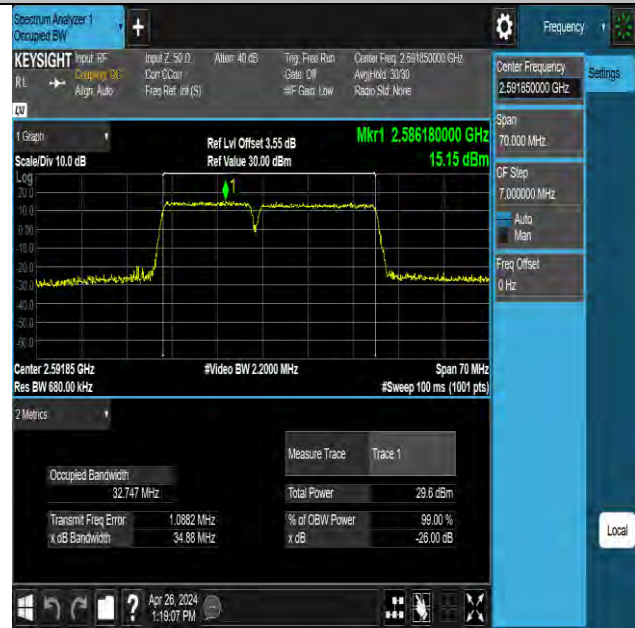 Spectrum Analyzer 1
Occupied BW
+
Frequency
KEYSIGHT
RL
Input: RF
Coupling: DC
Align: Auto
Input Z: 50 Ω
Corr CCorr
Freq Ref: Int (S)
Atten: 40 dB
Trig: Free Run
Gate: Off
#IF Gain: Low
Center Freq: 2.591850000 GHz
Avg|Hold: 30/30
Radio Std: None
LXI
1 Graph
Scale/Div 10.0 dB
Ref Lvl Offset 3.55 dB
Ref Value 30.00 dBm
Mkr1 2.586180000 GHz
15.15 dBm
Log
20.0
10.0
0.00
-10.0
-20.0
-30.0
-40.0
-50.0
-60.0
1
Center 2.59185 GHz
Res BW 680.00 kHz
#Video BW 2.2000 MHz
Span 70 MHz
#Sweep 100 ms (1001 pts)
2 Metrics
Measure Trace
Trace 1
Occupied Bandwidth
32.747 MHz
Total Power
29.6 dBm
Transmit Freq Error
1.0882 MHz
% of OBW Power
99.00 %
x dB Bandwidth
34.88 MHz
x dB
-26.00 dB
Center Frequency
2.591850000 GHz
Settings
Span
70.000 MHz
CF Step
7.000000 MHz
Auto
Man
Freq Offset
0 Hz
Local
?
Apr 26, 2024
1:19:07 PM